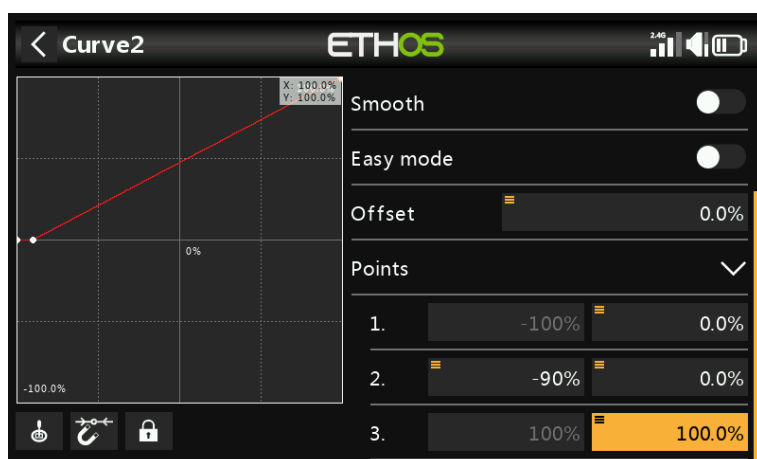 Curve2
ETHOS
2.4G
X: 100.0%
Y: 100.0%
0%
-100.0%
Smooth
Easy mode
Offset 0.0%
Points
1. -100% 0.0%
2. -90% 0.0%
3. 100% 100.0%